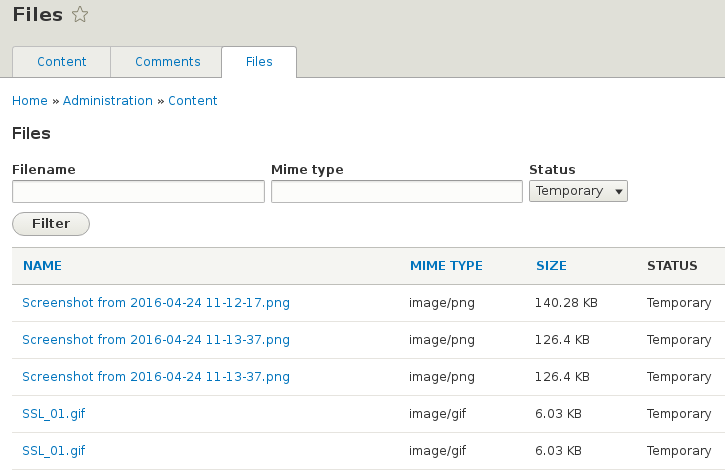 Files
Content Comments Files
Home » Administration » Content
Files
Filename Mime type Status
Temporary
Filter
NAME MIME TYPE SIZE STATUS
Screenshot from 2016-04-24 11-12-17.png image/png 140.28 KB Temporary
Screenshot from 2016-04-24 11-13-37.png image/png 126.4 KB Temporary
Screenshot from 2016-04-24 11-13-37.png image/png 126.4 KB Temporary
SSL_01.gif image/gif 6.03 KB Temporary
SSL_01.gif image/gif 6.03 KB Temporary